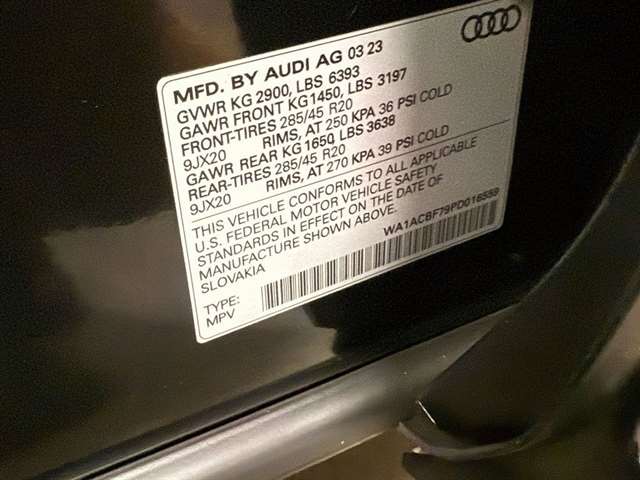 MFD. BY AUDI AG 03 23
GVWR KG 2900, LBS 6393
GAWR FRONT KG 1450, LBS 3197
FRONT-TIRES 285/45 R20
9JX20 RIMS, AT 250 KPA 36 PSI COLD
GAWR REAR KG 1650, LBS 3638
REAR-TIRES 285/45 R20
9JX20 RIMS, AT 270 KPA 39 PSI COLD
THIS VEHICLE CONFORMS TO ALL APPLICABLE
U.S. FEDERAL MOTOR VEHICLE SAFETY
STANDARDS IN EFFECT ON THE DATE OF
MANUFACTURE SHOWN ABOVE.
SLOVAKIA
WA1ACBF79PD016559
TYPE:
MPV